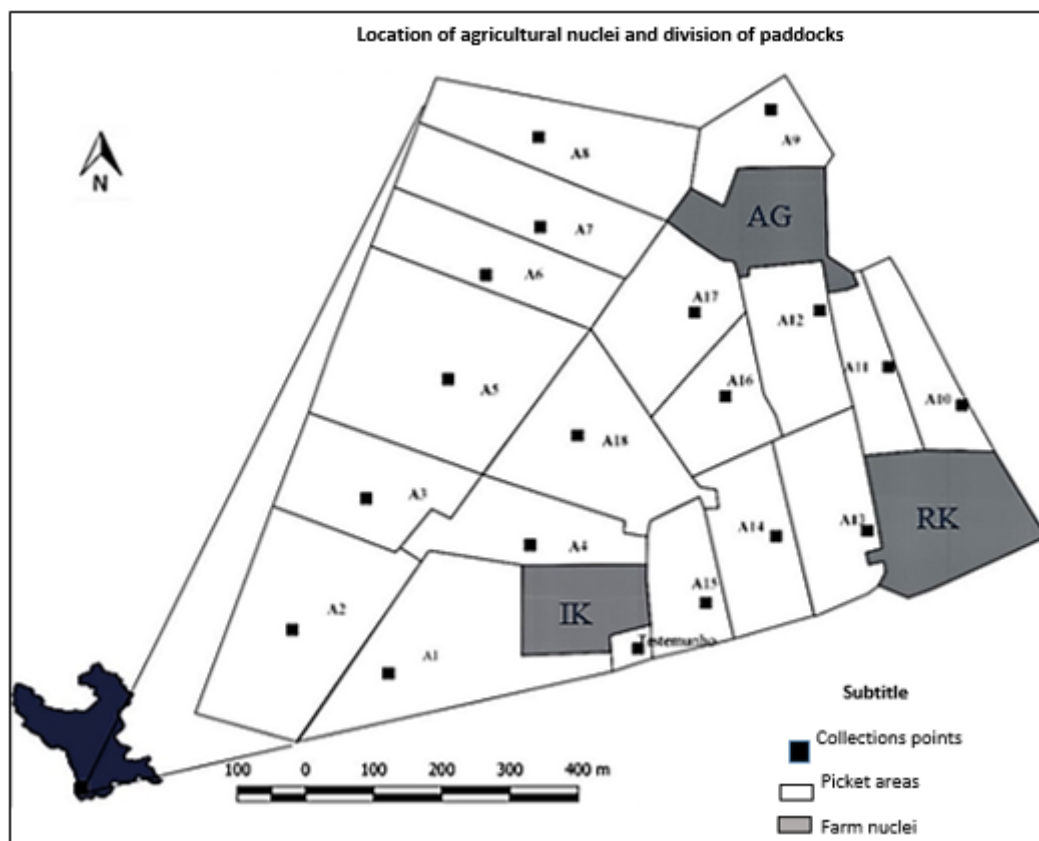 Location of agricultural nuclei and division of paddocks
N
A9
A8
AG
A7
A6
A17
A12
A11
A16
A10
A5
A18
A3
RK
A13
A14
A4
A15
IK
A2
Testemunho
A1
Subtitle
Collections points
Picket areas
Farm nuclei
100 0 100 200 300 400 m